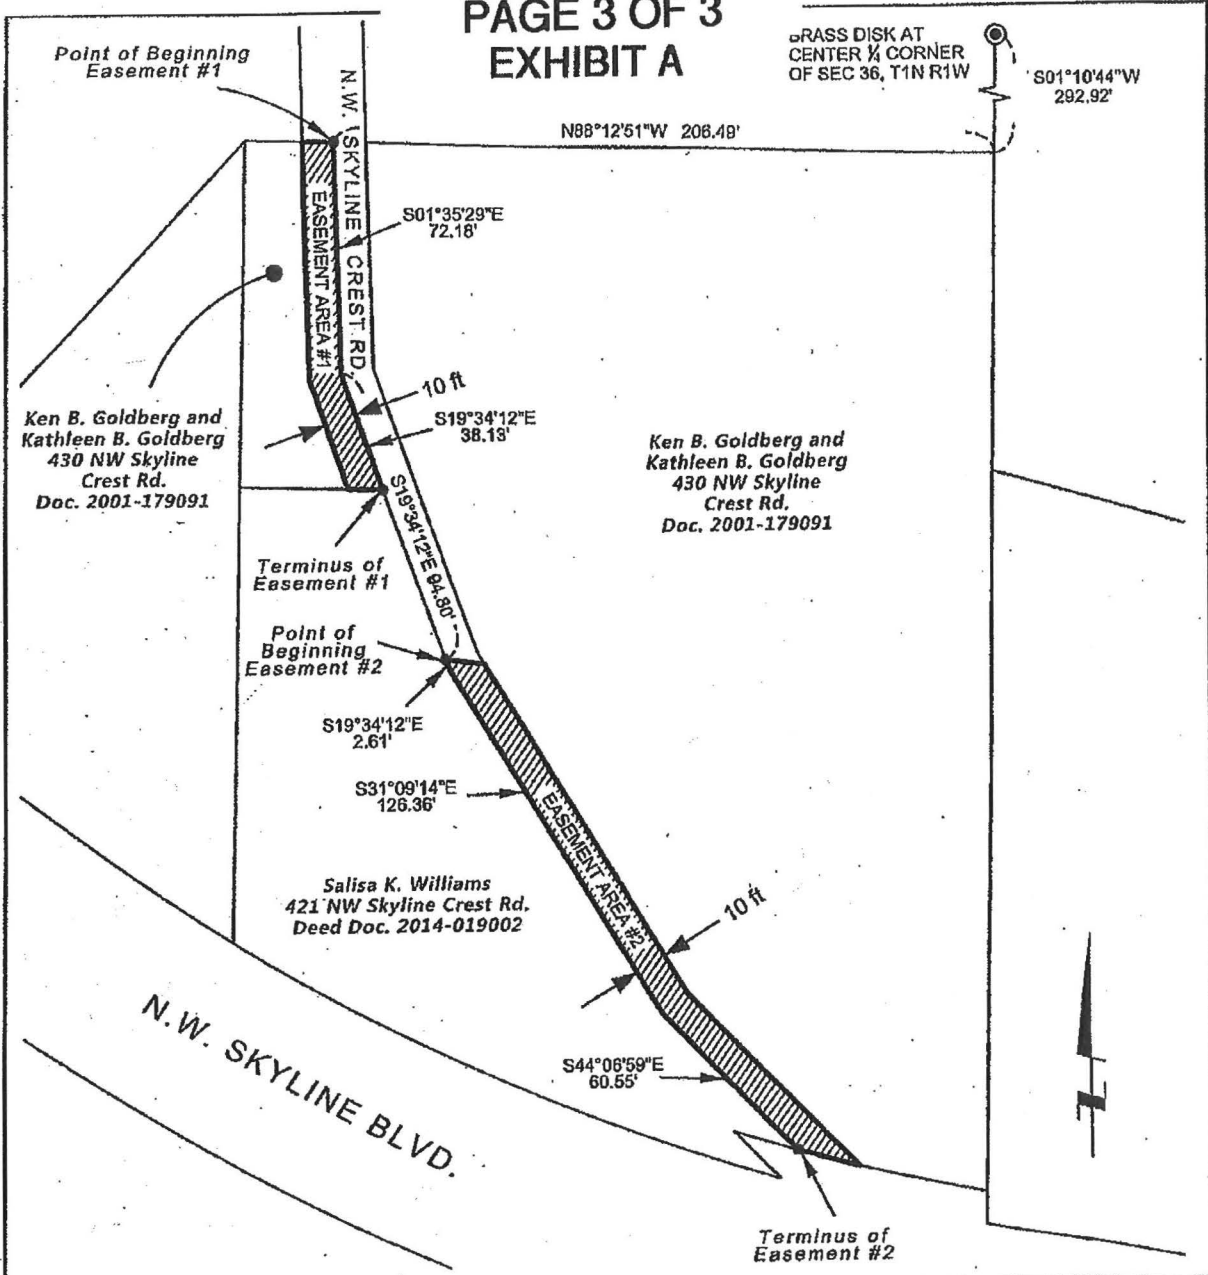 PAGE 3 OF 3
EXHIBIT A
Point of Beginning
Easement #1
BRASS DISK AT
CENTER ¼ CORNER
OF SEC 36, T1N R1W
S01°10'44"W
292.92'
N88°12'51"W 206.49'
N.W. SKYLINE CREST RD.
EASEMENT AREA #1
S01°35'29"E
72.18'
10 ft
S19°34'12"E
38.13'
Ken B. Goldberg and
Kathleen B. Goldberg
430 NW Skyline
Crest Rd.
Doc. 2001-179091
Ken B. Goldberg and
Kathleen B. Goldberg
430 NW Skyline
Crest Rd.
Doc. 2001-179091
S19°34'12"E 94.80'
Terminus of
Easement #1
Point of
Beginning
Easement #2
S19°34'12"E
2.61'
S31°09'14"E
126.36'
EASEMENT AREA #2
Salisa K. Williams
421 NW Skyline Crest Rd.
Deed Doc. 2014-019002
10 ft
N.W. SKYLINE BLVD.
S44°06'59"E
60.55'
Terminus of
Easement #2